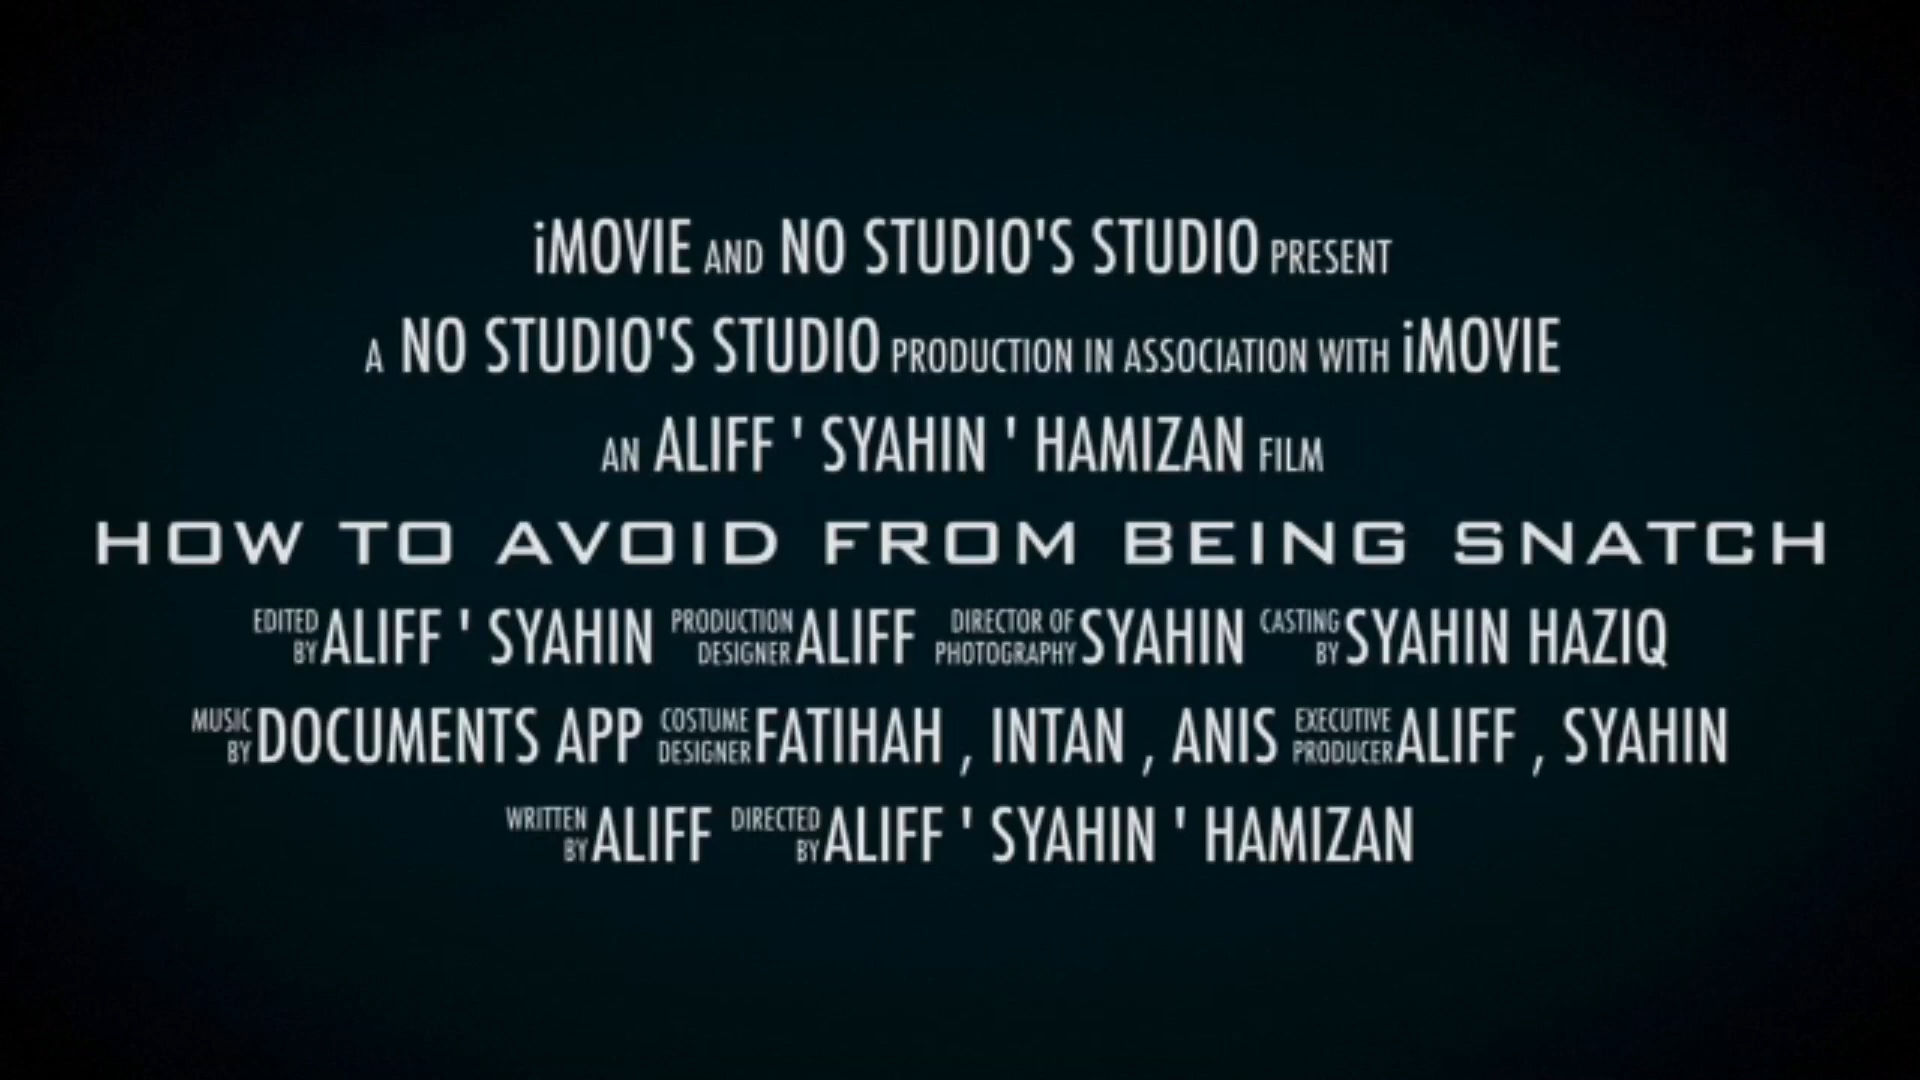 iMOVIE AND NO STUDIO'S STUDIO PRESENT
A NO STUDIO'S STUDIO PRODUCTION IN ASSOCIATION WITH iMOVIE
AN ALIFF ' SYAHIN ' HAMIZAN FILM
HOW TO AVOID FROM BEING SNATCH
EDITED BY ALIFF ' SYAHIN PRODUCTION DESIGNER ALIFF DIRECTOR OF PHOTOGRAPHY SYAHIN CASTING BY SYAHIN HAZIQ
MUSIC BY DOCUMENTS APP COSTUME DESIGNER FATIHAH , INTAN , ANIS EXECUTIVE PRODUCER ALIFF , SYAHIN
WRITTEN BY ALIFF DIRECTED BY ALIFF ' SYAHIN ' HAMIZAN